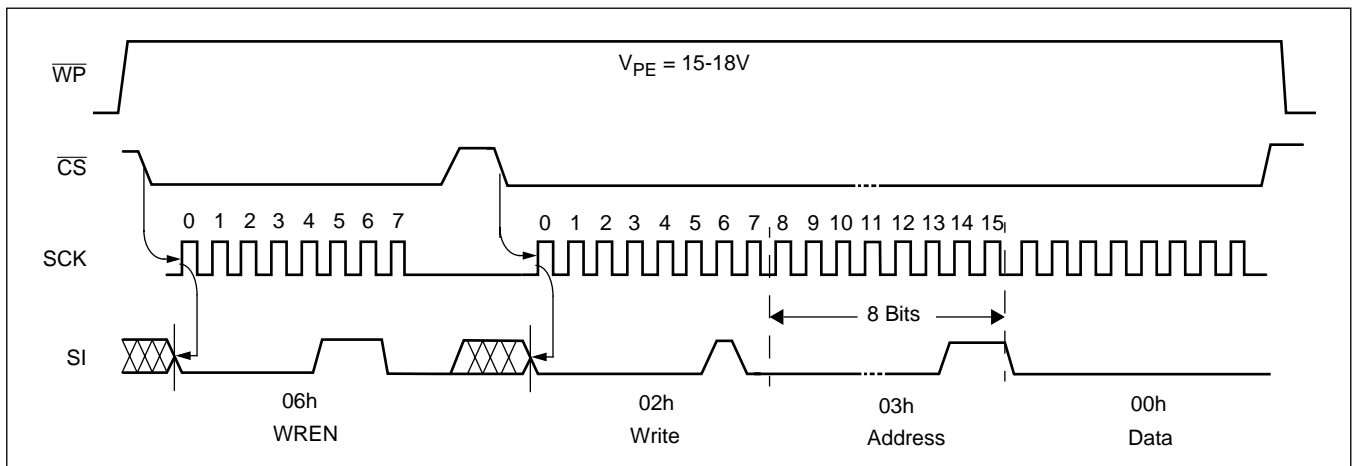 WP
V_PE = 15-18V
CS
0 1 2 3 4 5 6 7 0 1 2 3 4 5 6 7 8 9 10 11 12 13 14 15
SCK
8 Bits
SI
06h 02h 03h 00h
WREN Write Address Data